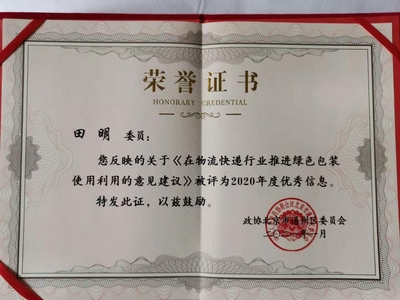 荣誉证书
HONORARY CREDENTIAL
田明 委员：
您反映的关于《在物流快递行业推进绿色包装
使用利用的意见建议》被评为2020年度优秀信息。
特发此证，以兹鼓励。
政协北京市通州区委员会